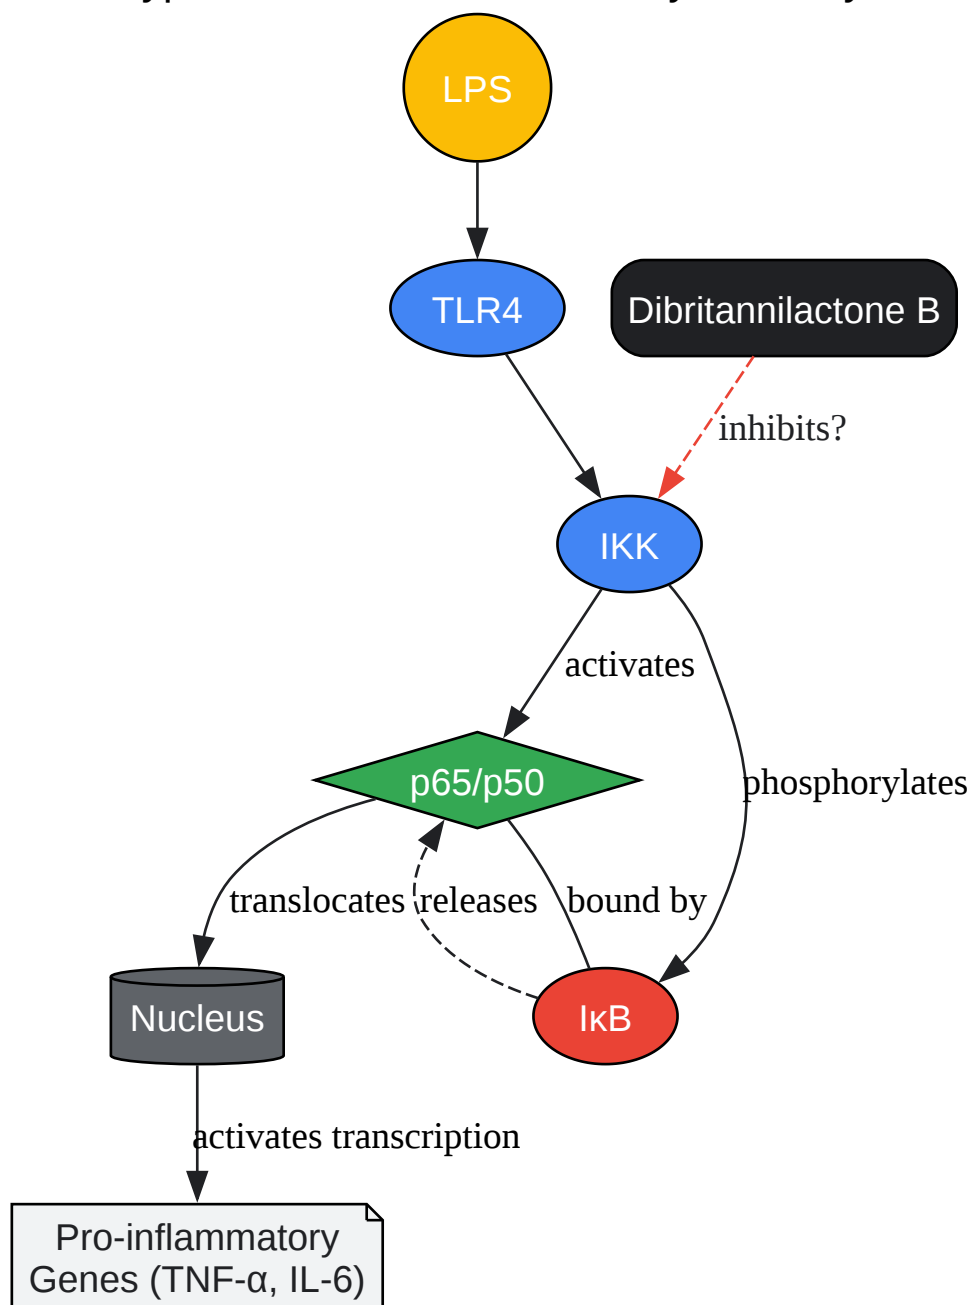 LPS
TLR4
Dibritannilactone B
inhibits?
IKK
activates
p65/p50
phosphorylates
translocates
releases
bound by
Nucleus
IκB
activates transcription
Pro-inflammatory
Genes (TNF-α, IL-6)